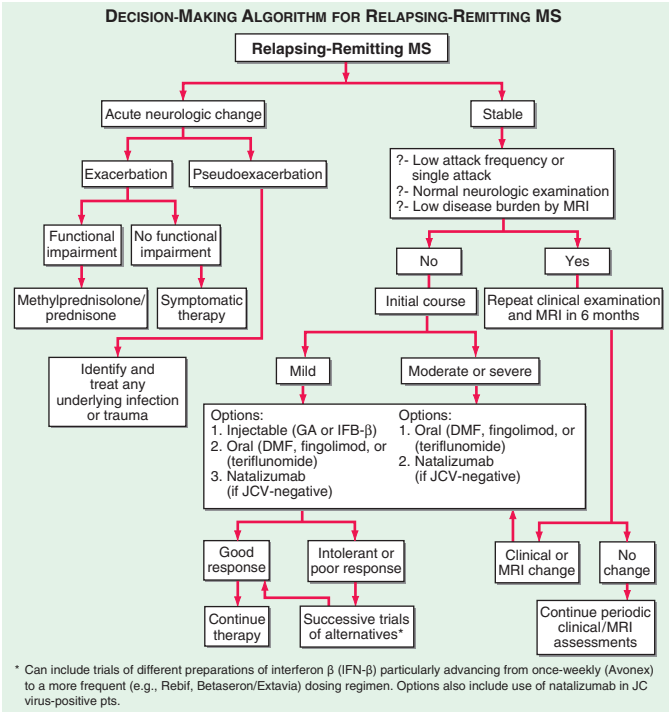 DECISION-MAKING ALGORITHM FOR RELAPSING-REMITTING MS
Relapsing-Remitting MS
Acute neurologic change
Stable
Exacerbation
Pseudoexacerbation
?- Low attack frequency or
single attack
?- Normal neurologic examination
?- Low disease burden by MRI
Functional
impairment
No functional
impairment
No
Yes
Methylprednisolone/
prednisone
Symptomatic
therapy
Initial course
Repeat clinical examination
and MRI in 6 months
Identify and
treat any
underlying infection
or trauma
Mild
Moderate or severe
Options:
1. Injectable (GA or IFB-β)
2. Oral (DMF, fingolimod, or
(teriflunomide)
3. Natalizumab
(if JCV-negative)
Options:
1. Oral (DMF, fingolimod, or
(teriflunomide)
2. Natalizumab
(if JCV-negative)
Good
response
Intolerant or
poor response
Clinical or
MRI change
No
change
Continue
therapy
Successive trials
of alternatives*
Continue periodic
clinical/MRI
assessments
* Can include trials of different preparations of interferon β (IFN-β) particularly advancing from once-weekly (Avonex)
to a more frequent (e.g., Rebif, Betaseron/Extavia) dosing regimen. Options also include use of natalizumab in JC
virus-positive pts.